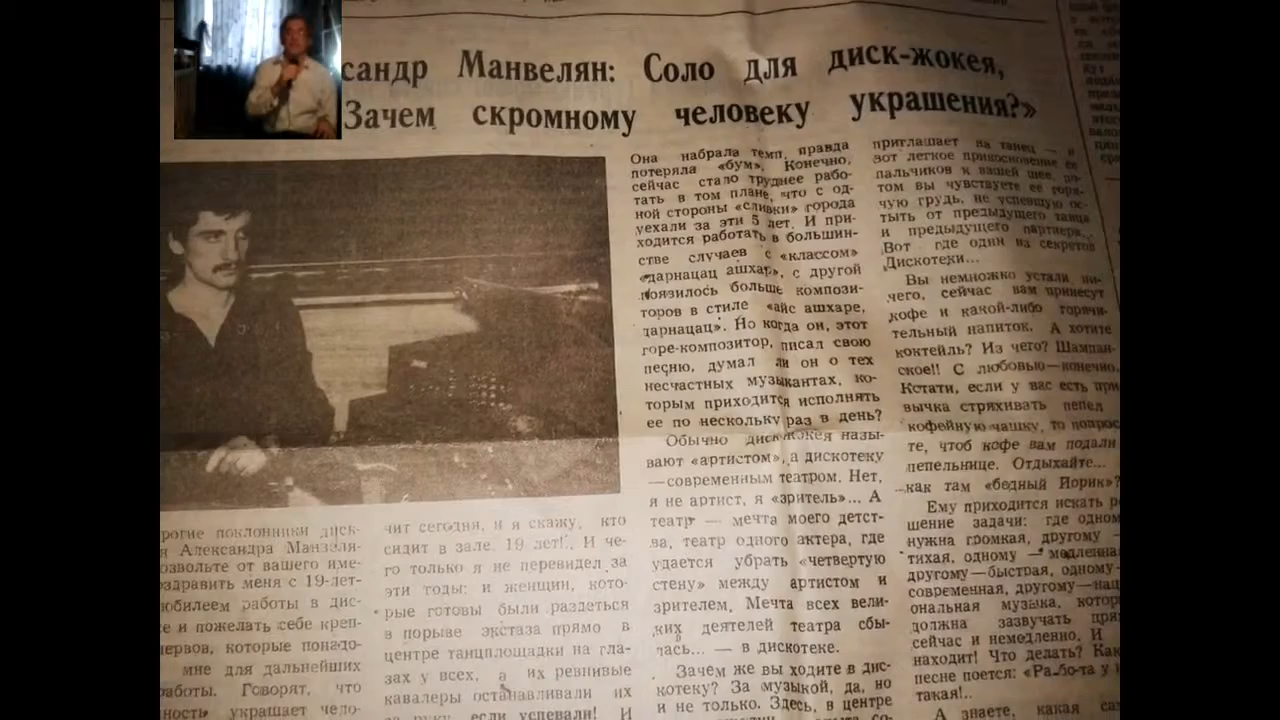 сандр Манвелян: Соло для диск-жокея,
Зачем скромному человеку украшения?»
рогие поклонники диск-
я Александра Манвеля-
озвольте от вашего име-
оздравить меня с 19-лет-
юбилеем работы в дис-
се и пожелать себе креп-
нервов, которые понадо-
мне для дальнейших
работы. Говорят, что
ность украшает чело-
чит сегодня, и я скажу, кто
сидит в зале. 19 лет!.. И че-
го только я не перевидел за
эти годы: и женщин, кото-
рые готовы были раздеться
в порыве экстаза прямо в
центре танцплощадки на гла-
зах у всех, а их ревнивые
кавалеры останавливали их
за руку, если успевали! И
Она набрала темп, правда
потеряла «бум». Конечно,
сейчас стало труднее рабо-
тать в том плане, что с од-
ной стороны «сливки» города
уехали за эти 5 лет. И при-
ходится работать в большин-
стве случаев с «классом»
«дарнацац ашхар», с другой
появилось больше компози-
торов в стиле «айс ашхаре,
дарнацац». Но когда он, этот
горе-композитор, писал свою
песню, думал ли он о тех
несчастных музыкантах, ко-
торым приходится исполнять
ее по нескольку раз в день?
Обычно диск-жокея назы-
вают «артистом», а дискотеку
—современным театром. Нет,
я не артист, я «зритель»... А
театр — мечта моего детст-
ва, театр одного актера, где
удается убрать «четвертую
стену» между артистом и
зрителем. Мечта всех вели-
ких деятелей театра сбы-
лась... — в дискотеке.
Зачем же вы ходите в дис-
котеку? За музыкой, да, но
и не только. Здесь, в центре
приглашает на танец — и
вот легкое прикосновение ее
пальчиков к вашей шее, по-
том вы чувствуете ее горя-
чую грудь, не успевшую ос-
тыть от предыдущего танца
и предыдущего партнера...
Вот где один из секретов
Дискотеки...
Вы немножко устали ни-
чего, сейчас вам принесут
кофе и какой-либо горячи-
тельный напиток. А хотите
коктейль? Из чего? Шампан-
ское!! С любовью—конечно.
Кстати, если у вас есть при
вычка стряхивать пепел
кофейную чашку, то попрос
те, чтоб кофе вам подали
пепельнице. Отдыхайте...
как там «бедный Йорик»?
Ему приходится искать р
шение задачи: где одном
нужна громкая, другому —
тихая, одному — медленна
другому—быстрая, одному—
современная, другому—нац
ональная музыка, котор
должна зазвучать пря
сейчас и немедленно. И
находит! Что делать? Как
песне поется: «Ра-бо-та у н
такая!..
А знаете, какая са